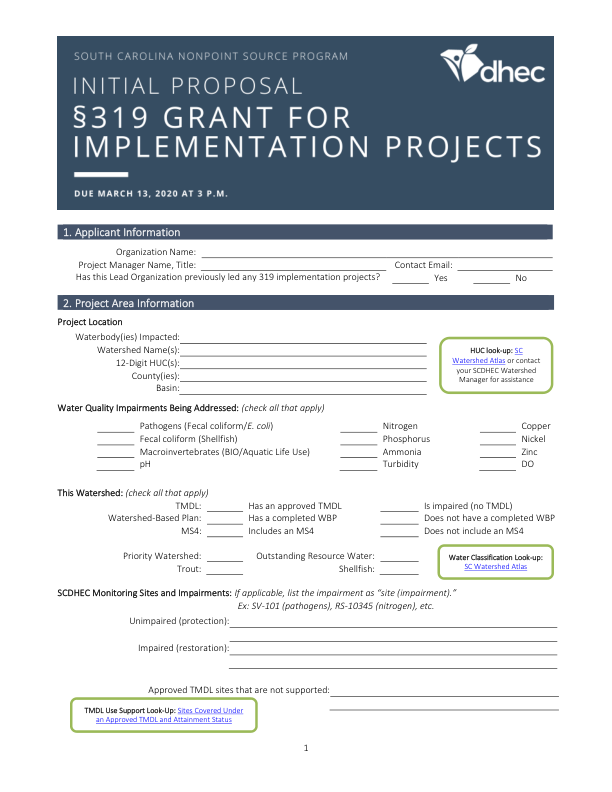 SOUTH CAROLINA NONPOINT SOURCE PROGRAM
dhec
INITIAL PROPOSAL
§319 GRANT FOR
IMPLEMENTATION PROJECTS
DUE MARCH 13, 2020 AT 3 P.M.
1. Applicant Information
Organization Name:
Project Manager Name, Title: Contact Email:
Has this Lead Organization previously led any 319 implementation projects? Yes No
2. Project Area Information
Project Location
Waterbody(ies) Impacted:
Watershed Name(s):
12-Digit HUC(s):
County(ies):
Basin:
HUC look-up: SC
Watershed Atlas or contact
your SCDHEC Watershed
Manager for assistance
Water Quality Impairments Being Addressed: (check all that apply)
Pathogens (Fecal coliform/E. coli) Nitrogen Copper
Fecal coliform (Shellfish) Phosphorus Nickel
Macroinvertebrates (BIO/Aquatic Life Use) Ammonia Zinc
pH Turbidity DO
This Watershed: (check all that apply)
TMDL: Has an approved TMDL Is impaired (no TMDL)
Watershed-Based Plan: Has a completed WBP Does not have a completed WBP
MS4: Includes an MS4 Does not include an MS4
Priority Watershed: Outstanding Resource Water:
Trout: Shellfish:
Water Classification Look-up:
SC Watershed Atlas
SCDHEC Monitoring Sites and Impairments: If applicable, list the impairment as “site (impairment).”
Ex: SV-101 (pathogens), RS-10345 (nitrogen), etc.
Unimpaired (protection):
Impaired (restoration):
Approved TMDL sites that are not supported:
TMDL Use Support Look-Up: Sites Covered Under
an Approved TMDL and Attainment Status
1